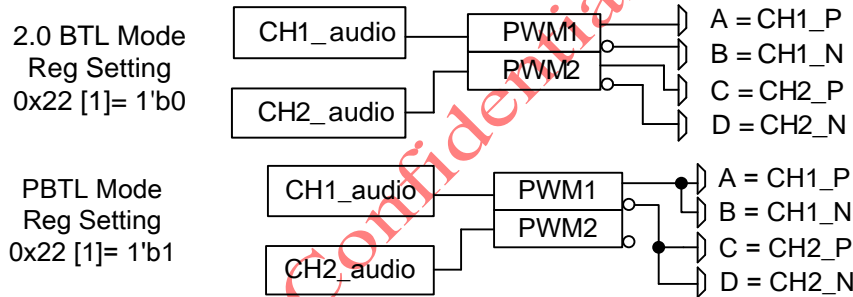 2.0 BTL Mode
Reg Setting
0x22 [1]= 1'b0
CH1_audio
CH2_audio
PWM1
PWM2
A = CH1_P
B = CH1_N
C = CH2_P
D = CH2_N
PBTL Mode
Reg Setting
0x22 [1]= 1'b1
CH1_audio
CH2_audio
PWM1
PWM2
A = CH1_P
B = CH1_N
C = CH2_P
D = CH2_N
Confidential